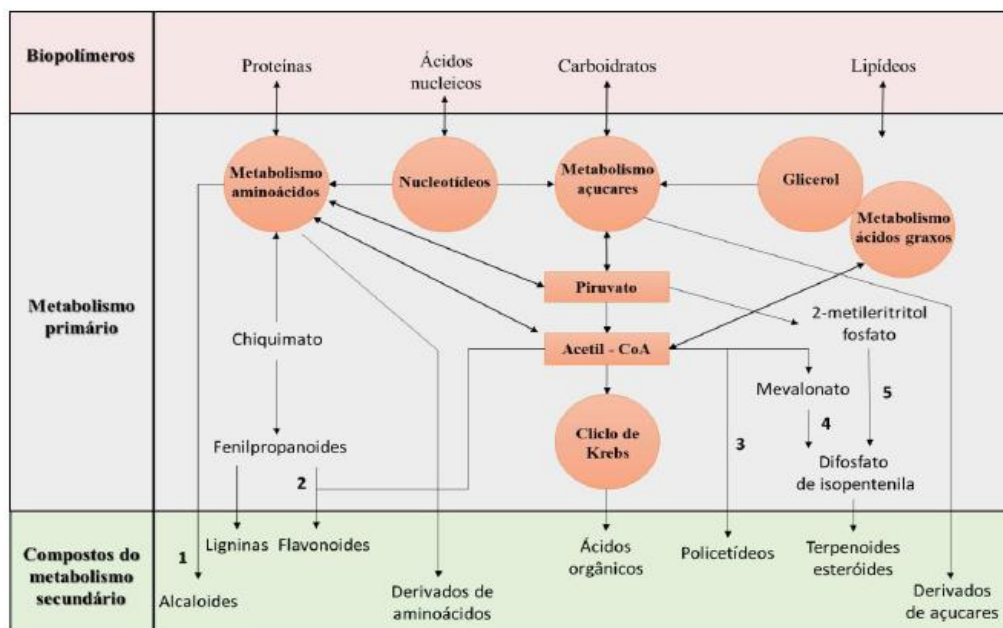 Biopolímeros
Proteínas
Ácidos
nucleicos
Carboidratos
Lipídeos
Metabolismo
primário
Metabolismo
aminoácidos
Nucleotídeos
Metabolismo
açucares
Glicerol
Metabolismo
ácidos graxos
Piruvato
2-metileritritol
fosfato
Chiquimato
Acetil - CoA
Mevalonato
5
4
3
Fenilpropanoides
Cliclo de
Krebs
Difosfato
de isopentenila
2
Compostos do
metabolismo
secundário
1
Alcaloides
Ligninas
Flavonoides
Derivados de
aminoácidos
Ácidos
orgânicos
Policetídeos
Terpenoides
esteróides
Derivados
de açucares